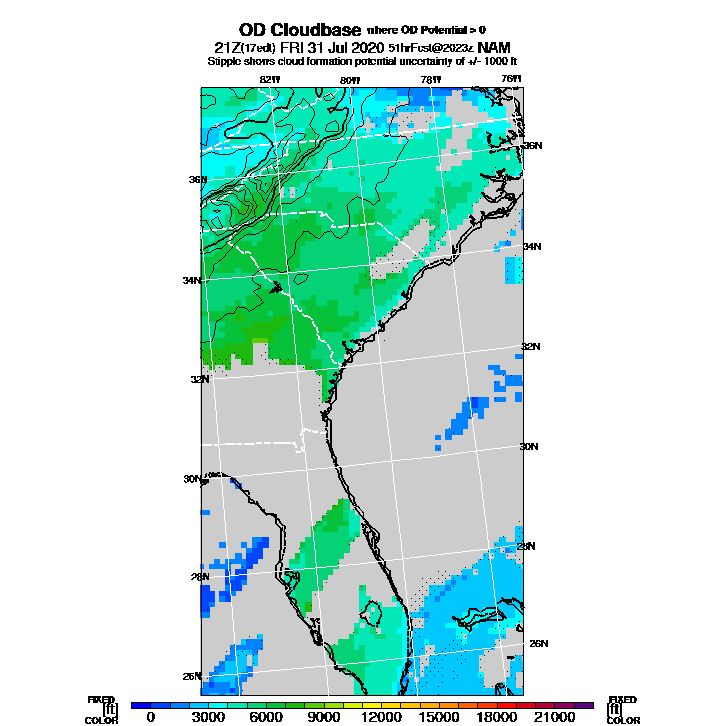 OD Cloudbase where OD Potential > 0
21Z(17edt) FRI 31 Jul 2020 51hrFcst@2023z NAM
Stipple shows cloud formation potential uncertainty of +/- 1000 ft
82W 80W 78W 76W
36N
36N
34N
34N
32N
32N
30N
30N
28N
28N
26N
26N
FIXED FIXED
[ft] [ft]
COLOR 0 3000 6000 9000 12000 15000 18000 21000 COLOR